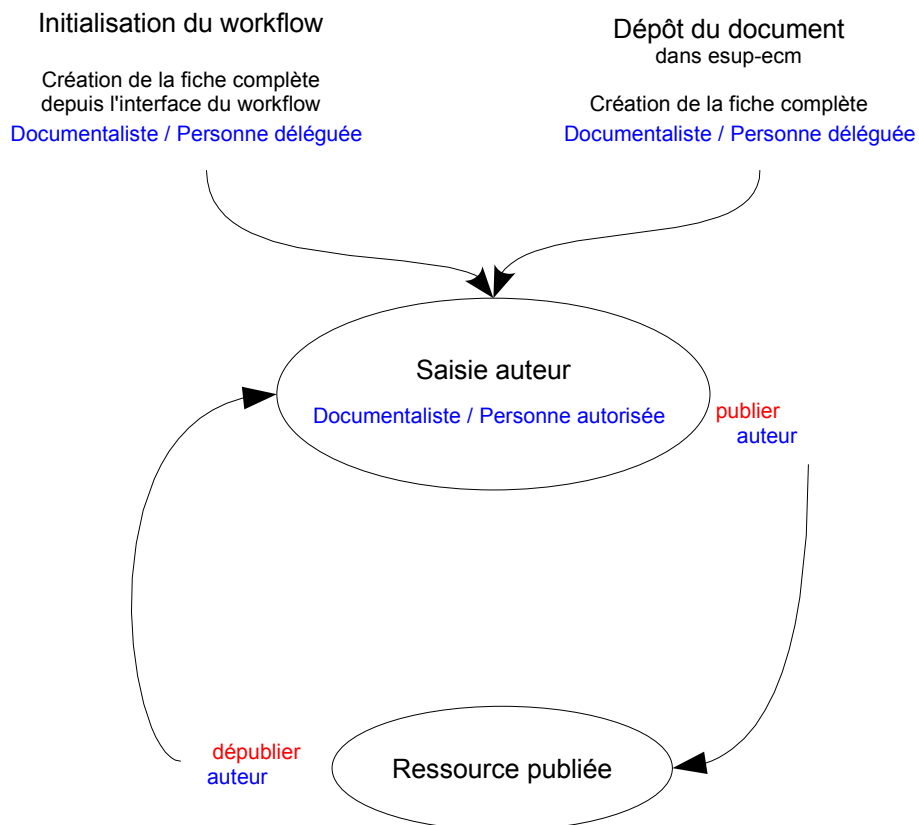 Initialisation du workflow
Création de la fiche complète
depuis l'interface du workflow
Documentaliste / Personne déléguée
Dépôt du document
dans esup-ecm
Création de la fiche complète
Documentaliste / Personne déléguée
Saisie auteur
Documentaliste / Personne autorisée
publier
auteur
dépublier
auteur
Ressource publiée